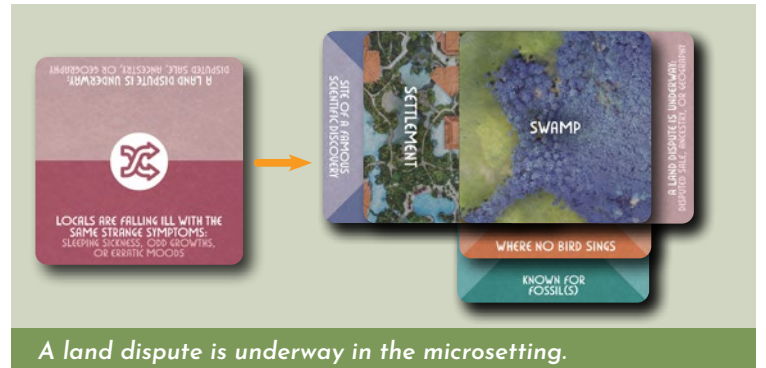 A LAND DISPUTE IS UNDERWAY:
DISPUTED SALE, ANCESTRY, OR GEOGRAPHY
LOCALS ARE FALLING ILL WITH THE
SAME STRANGE SYMPTOMS:
SLEEPING SICKNESS, ODD GROWTHS,
OR ERRATIC MOODS
SITE OF A FAMOUS
SCIENTIFIC DISCOVERY
SETTLEMENT
SWAMP
A LAND DISPUTE IS UNDERWAY:
DISPUTED SALE, ANCESTRY, OR GEOGRAPHY
WHERE NO BIRD SINGS
KNOWN FOR
FOSSIL(S)
A land dispute is underway in the microsetting.